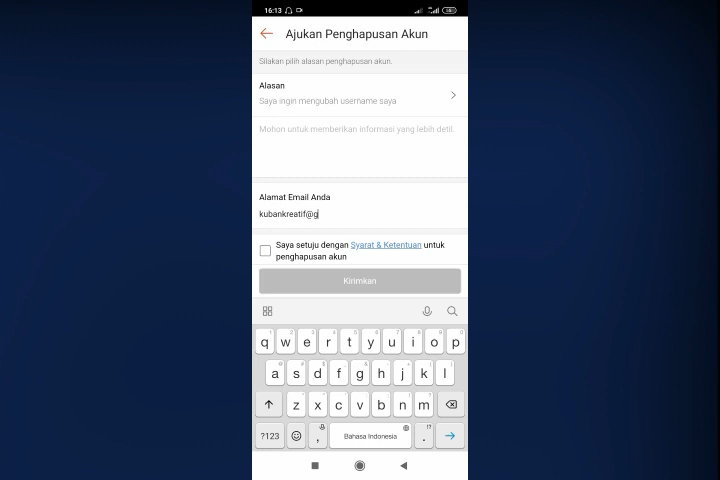 16:13
Ajukan Penghapusan Akun
Silakan pilih alasan penghapusan akun.
Alasan
Saya ingin mengubah username saya
Mohon untuk memberikan informasi yang lebih detil.
Alamat Email Anda
kubankreatif@g
Saya setuju dengan Syarat & Ketentuan untuk
penghapusan akun
Kirimkan
q w e r t y u i o p
a s d f g h j k l
z x c v b n m
?123 , Bahasa Indonesia .